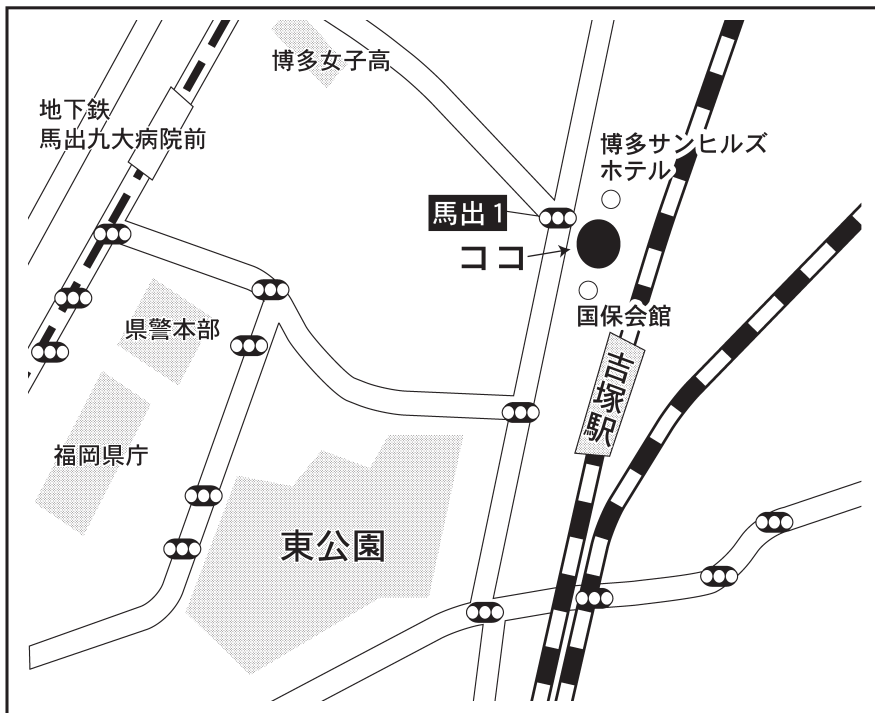 博多女子高
地下鉄
馬出九大病院前
博多サンヒルズ
ホテル
馬出1
ココ
国保会館
県警本部
吉塚駅
福岡県庁
東公園